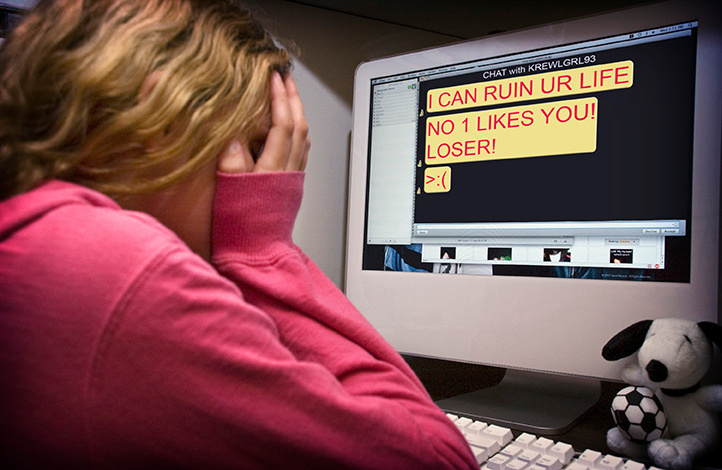 CHAT with KREWLGRL93
I CAN RUIN UR LIFE
NO 1 LIKES YOU!
LOSER!
>:(